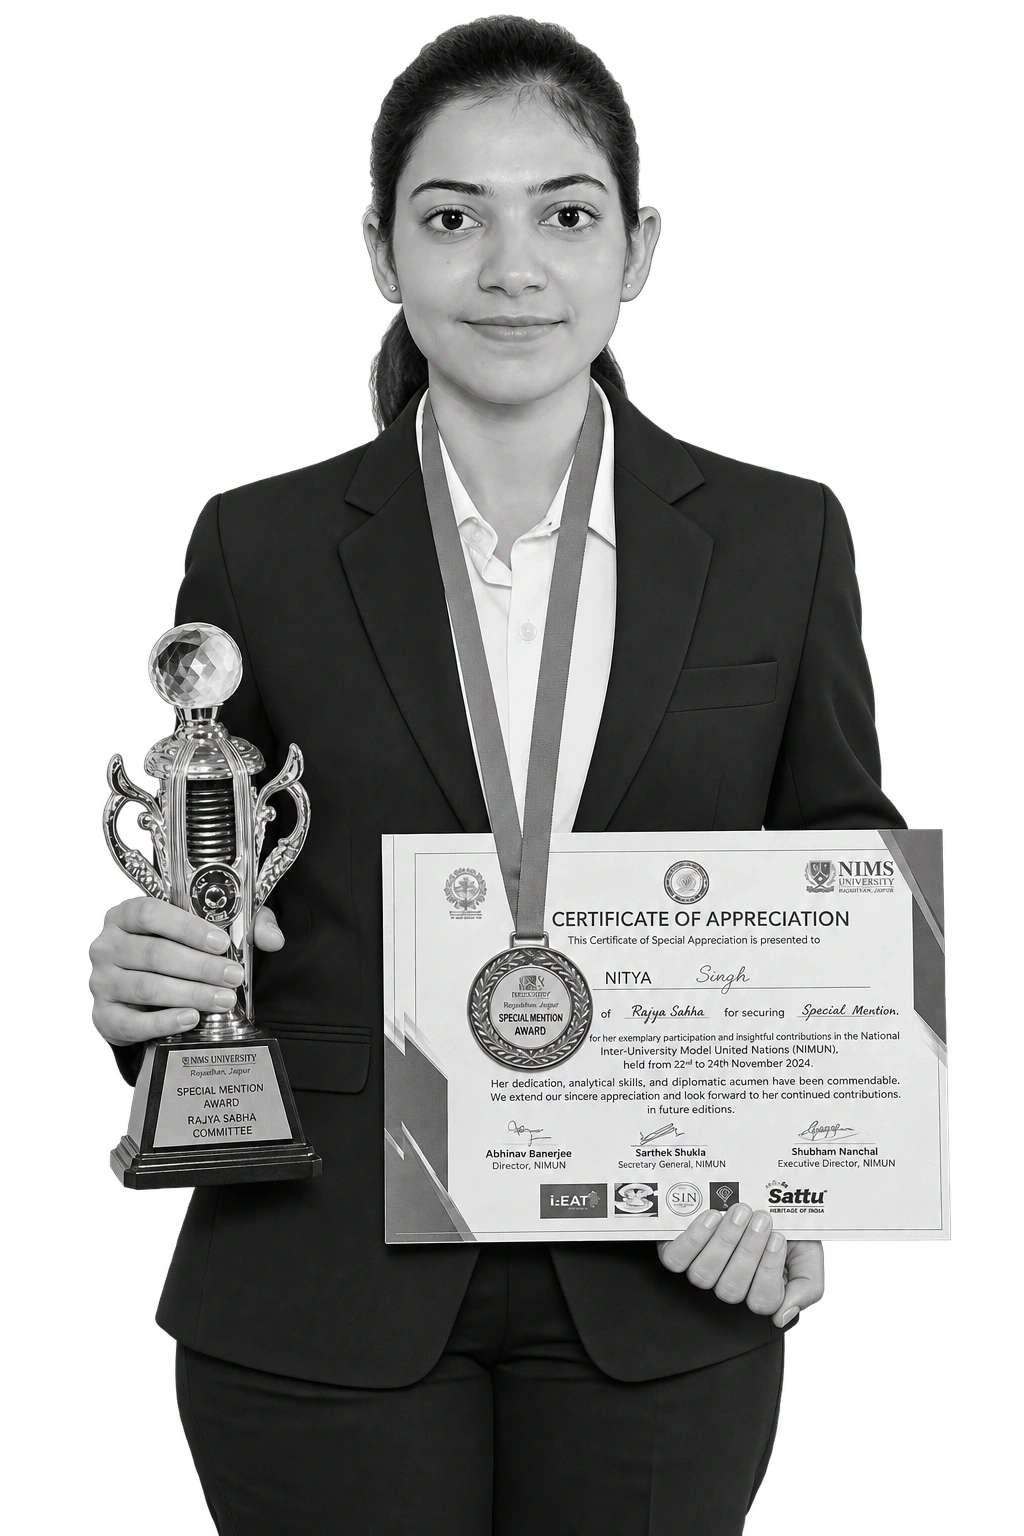 NIMS
UNIVERSITY
CERTIFICATE OF APPRECIATION
This Certificate of Special Appreciation is presented to
NITYA Singh
of Rajya Sahha for securing Special Mention.
for her exemplary participation and insightful contributions in the National
Inter-University Model United Nations (NIMUN),
held from 22nd to 24th November 2024.
Her dedication, analytical skills, and diplomatic acumen have been commendable.
We extend our sincere appreciation and look forward to her continued contributions.
in future editions.
Abhinav Banerjee
Director, NIMUN
Sarthek Shukla
Secretary General, NIMUN
Shubham Nanchal
Executive Director, NIMUN
SIN
Sattu
HERITAGE OF INDIA
SPECIAL MENTION
AWARD
NIMS UNIVERSITY
Rajasthan, Jaipur
SPECIAL MENTION
AWARD
RAJYA SABHA
COMMITTEE